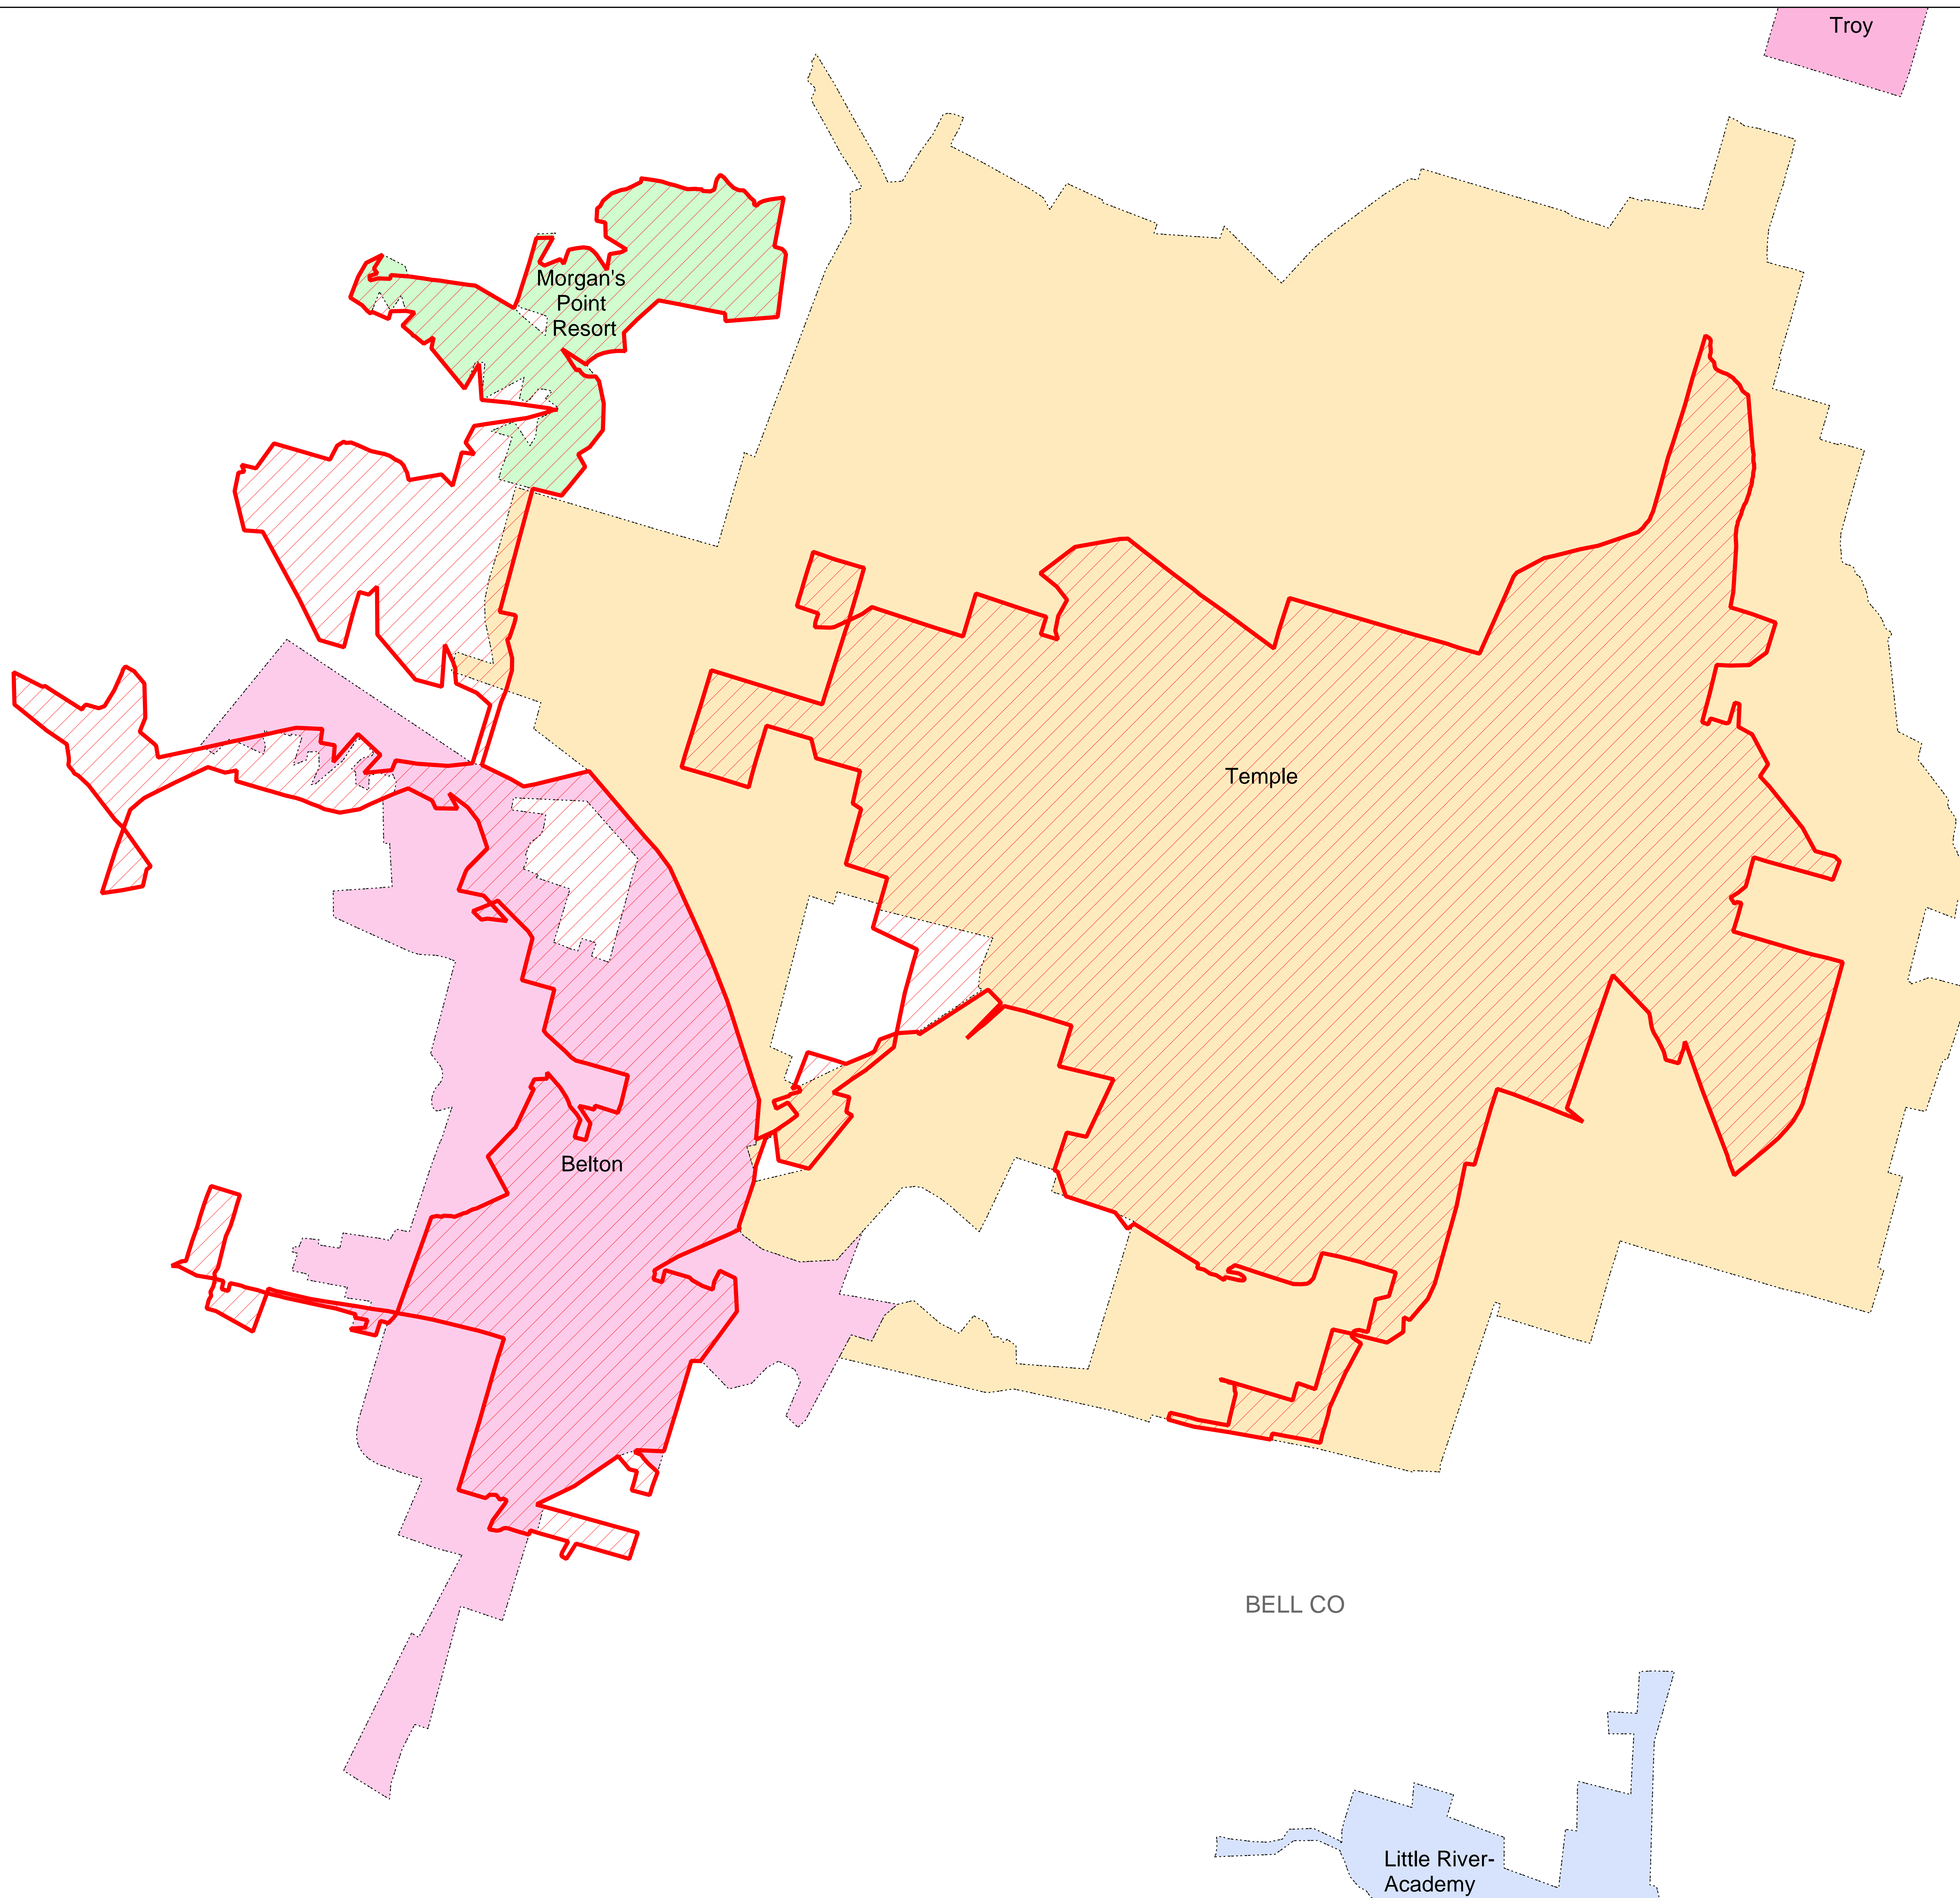 Troy
Morgan's
Point
Resort
Temple
Belton
BELL CO
Little River-
Academy